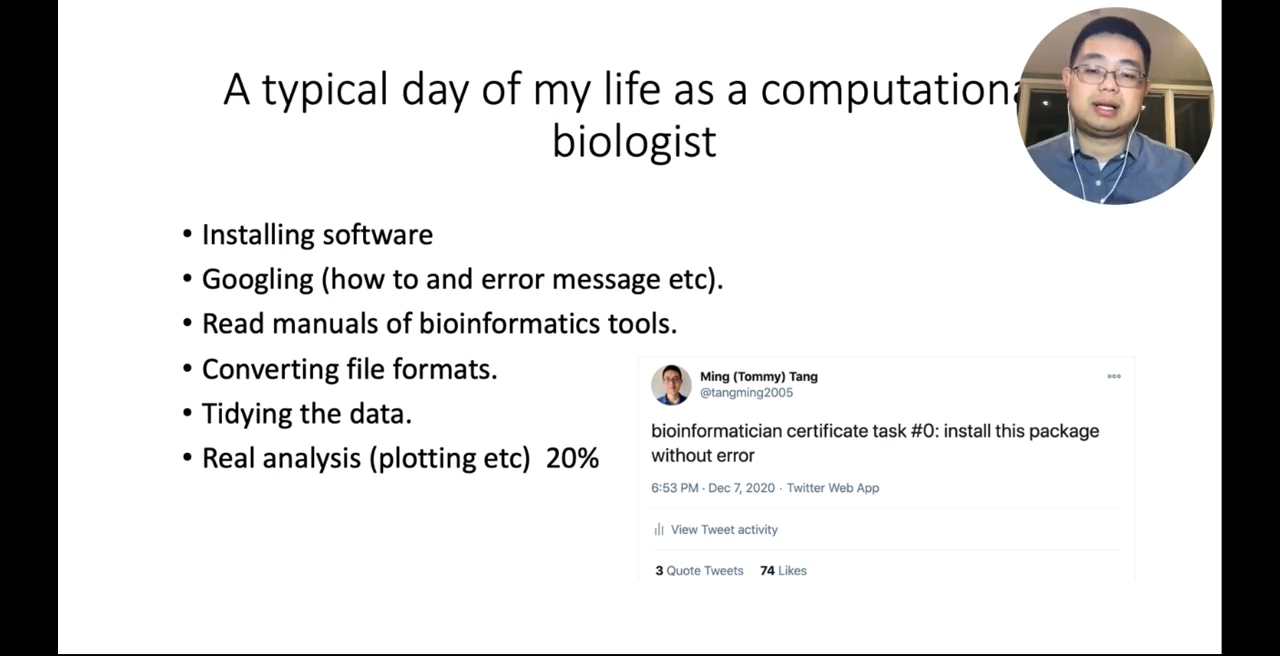 A typical day of my life as a computationa
biologist
• Installing software
• Googling (how to and error message etc).
• Read manuals of bioinformatics tools.
• Converting file formats.
• Tidying the data.
• Real analysis (plotting etc) 20%
Ming (Tommy) Tang
@tangming2005
bioinformatician certificate task #0: install this package
without error
6:53 PM · Dec 7, 2020 · Twitter Web App
View Tweet activity
3 Quote Tweets 74 Likes